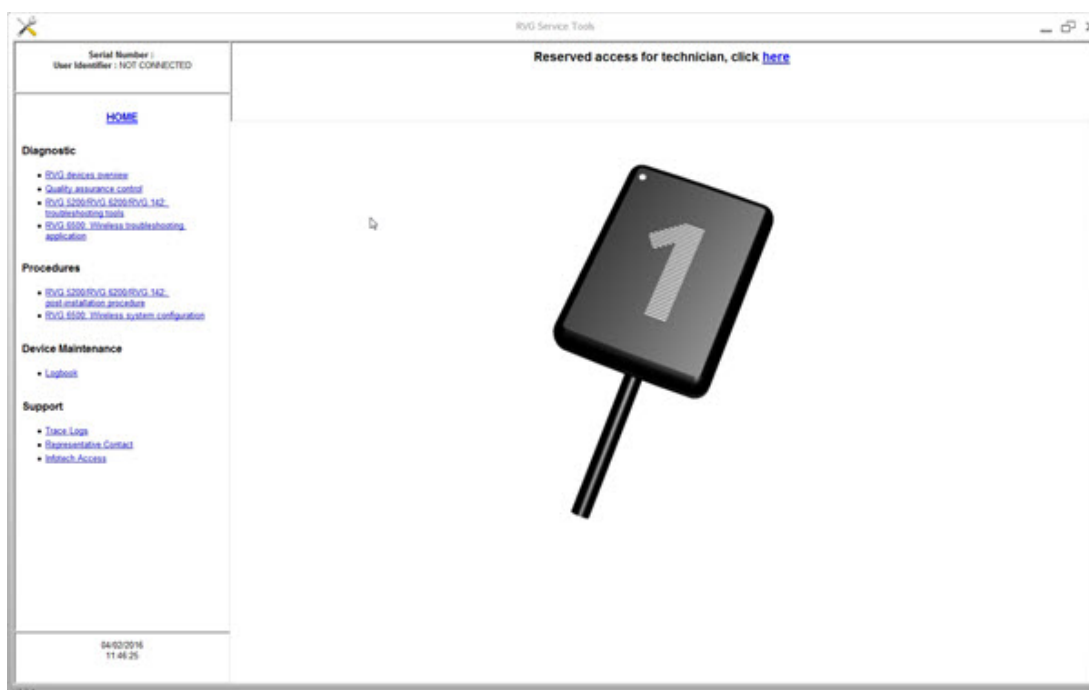 RVG Service Tools
Serial Number :
User Identifier : NOT CONNECTED
Reserved access for technician, click here
HOME
Diagnostic
RVG devices overview
Quality assurance control
RVG 5200/RVG 6200/RVG 142:
troubleshooting tools
RVG 6500: Wireless troubleshooting
application
Procedures
RVG 5200/RVG 6200/RVG 142:
post-installation procedure
RVG 6500: Wireless system configuration
Device Maintenance
Logbook
Support
Trace Logs
Representative Contact
Infotech Access
1
04/02/2016
11:46:25